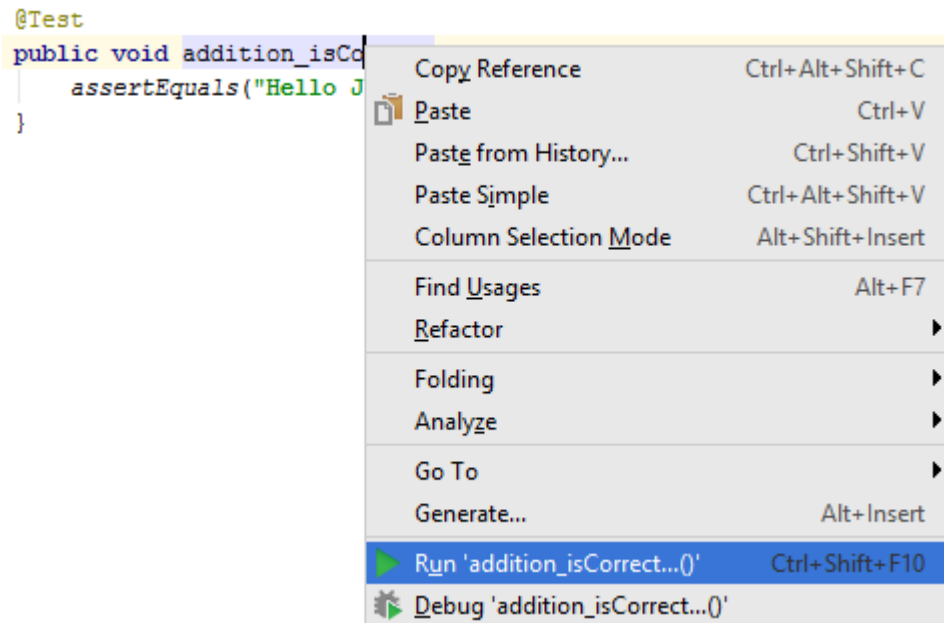 @Test
public void addition_isCo
assertEquals("Hello J
}
Copy Reference Ctrl+Alt+Shift+C
Paste Ctrl+V
Paste from History... Ctrl+Shift+V
Paste Simple Ctrl+Alt+Shift+V
Column Selection Mode Alt+Shift+Insert
Find Usages Alt+F7
Refactor
Folding
Analyze
Go To
Generate... Alt+Insert
Run 'addition_isCorrect...()' Ctrl+Shift+F10
Debug 'addition_isCorrect...()'